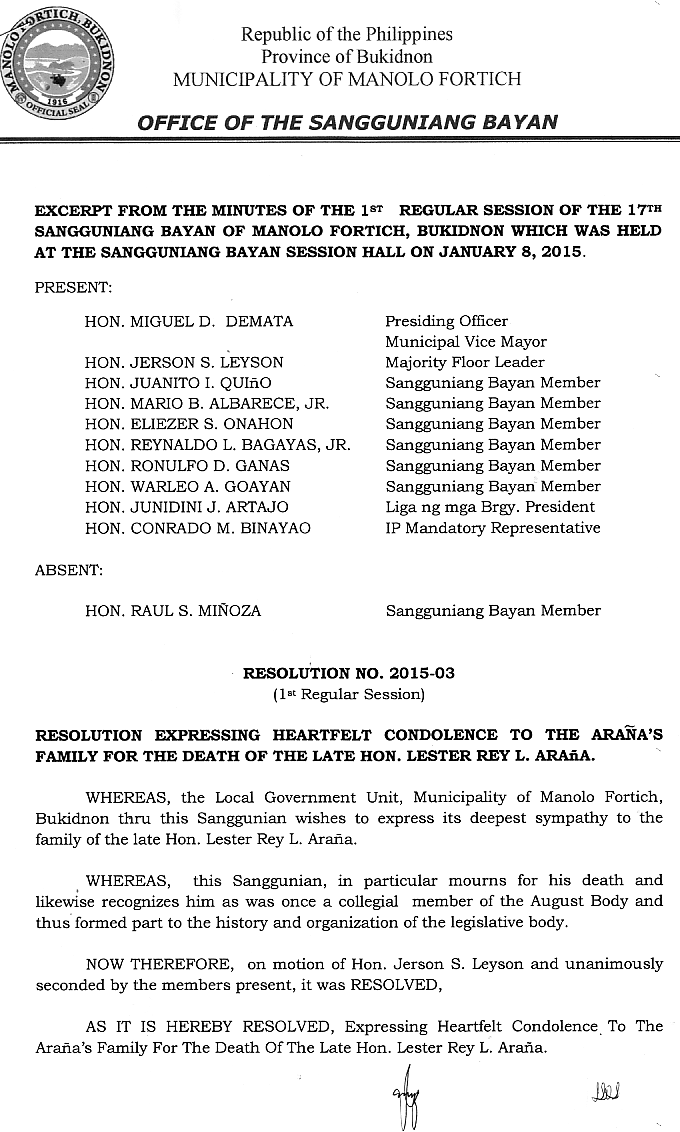 MANOLO FORTICH, BUKIDNON
1916
OFFICIAL SEAL
Republic of the Philippines
Province of Bukidnon
MUNICIPALITY OF MANOLO FORTICH
OFFICE OF THE SANGGUNIANG BAYAN
EXCERPT FROM THE MINUTES OF THE 1ST REGULAR SESSION OF THE 17TH
SANGGUNIANG BAYAN OF MANOLO FORTICH, BUKIDNON WHICH WAS HELD
AT THE SANGGUNIANG BAYAN SESSION HALL ON JANUARY 8, 2015.
PRESENT:
HON. MIGUEL D. DEMATA Presiding Officer
Municipal Vice Mayor
HON. JERSON S. LEYSON Majority Floor Leader
HON. JUANITO I. QUIñO Sangguniang Bayan Member
HON. MARIO B. ALBARECE, JR. Sangguniang Bayan Member
HON. ELIEZER S. ONAHON Sangguniang Bayan Member
HON. REYNALDO L. BAGAYAS, JR. Sangguniang Bayan Member
HON. RONULFO D. GANAS Sangguniang Bayan Member
HON. WARLEO A. GOAYAN Sangguniang Bayan Member
HON. JUNIDINI J. ARTAJO Liga ng mga Brgy. President
HON. CONRADO M. BINAYAO IP Mandatory Representative
ABSENT:
HON. RAUL S. MIÑOZA Sangguniang Bayan Member
RESOLUTION NO. 2015-03
(1st Regular Session)
RESOLUTION EXPRESSING HEARTFELT CONDOLENCE TO THE ARAÑA'S
FAMILY FOR THE DEATH OF THE LATE HON. LESTER REY L. ARAñA.
WHEREAS, the Local Government Unit, Municipality of Manolo Fortich,
Bukidnon thru this Sanggunian wishes to express its deepest sympathy to the
family of the late Hon. Lester Rey L. Araña.
WHEREAS, this Sanggunian, in particular mourns for his death and
likewise recognizes him as was once a collegial member of the August Body and
thus formed part to the history and organization of the legislative body.
NOW THEREFORE, on motion of Hon. Jerson S. Leyson and unanimously
seconded by the members present, it was RESOLVED,
AS IT IS HEREBY RESOLVED, Expressing Heartfelt Condolence To The
Araña's Family For The Death Of The Late Hon. Lester Rey L. Araña.